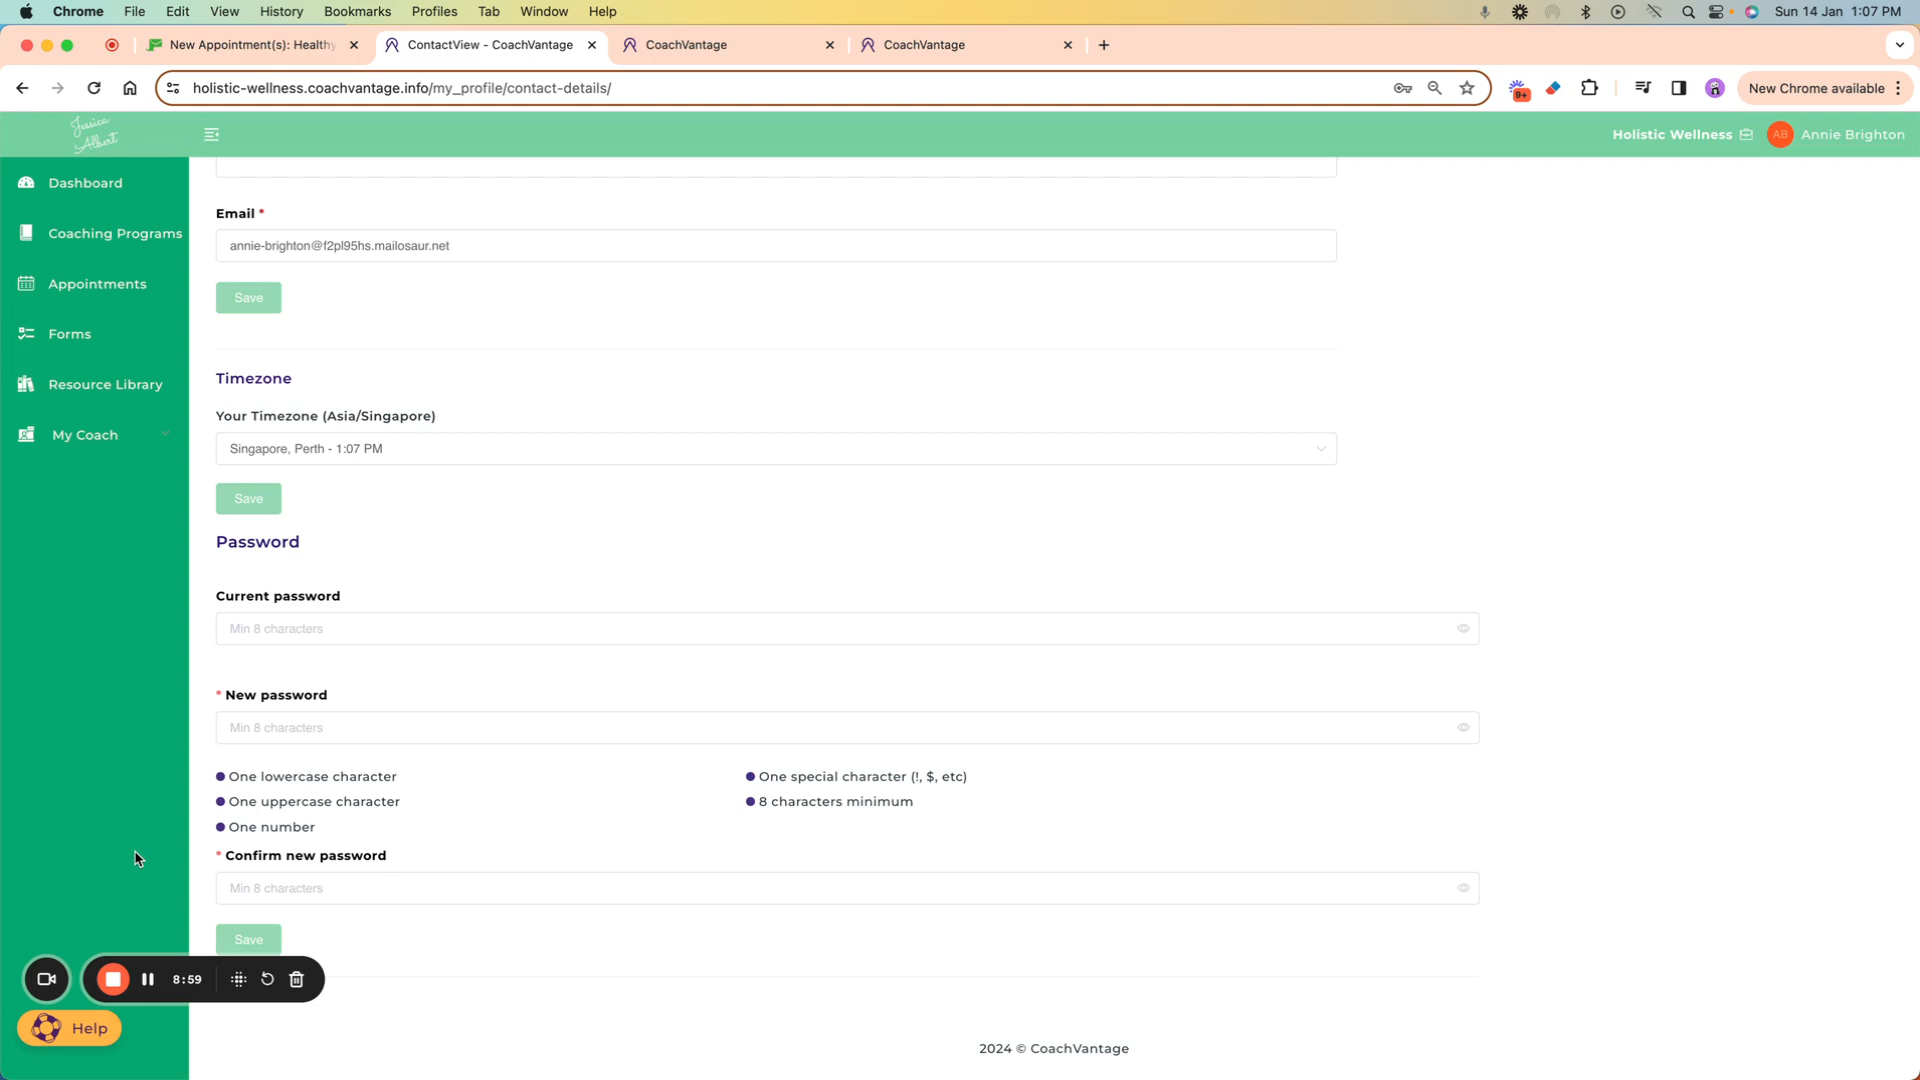 Chrome File Edit View History Bookmarks Profiles Tab Window Help Sun 14 Jan 1:07 PM
New Appointment(s): Healthy ContactView - CoachVantage CoachVantage CoachVantage
holistic-wellness.coachvantage.info/my_profile/contact-details/ 9+ New Chrome available
Jessica Albert
Holistic Wellness AB Annie Brighton
Dashboard
Coaching Programs
Appointments
Forms
Resource Library
My Coach
Email *
annie-brighton@f2pl95hs.mailosaur.net
Save
Timezone
Your Timezone (Asia/Singapore)
Singapore, Perth - 1:07 PM
Save
Password
Current password
Min 8 characters
* New password
Min 8 characters
One lowercase character
One uppercase character
One number
One special character (!, $, etc)
8 characters minimum
* Confirm new password
Min 8 characters
Save
8:59
Help
2024 © CoachVantage